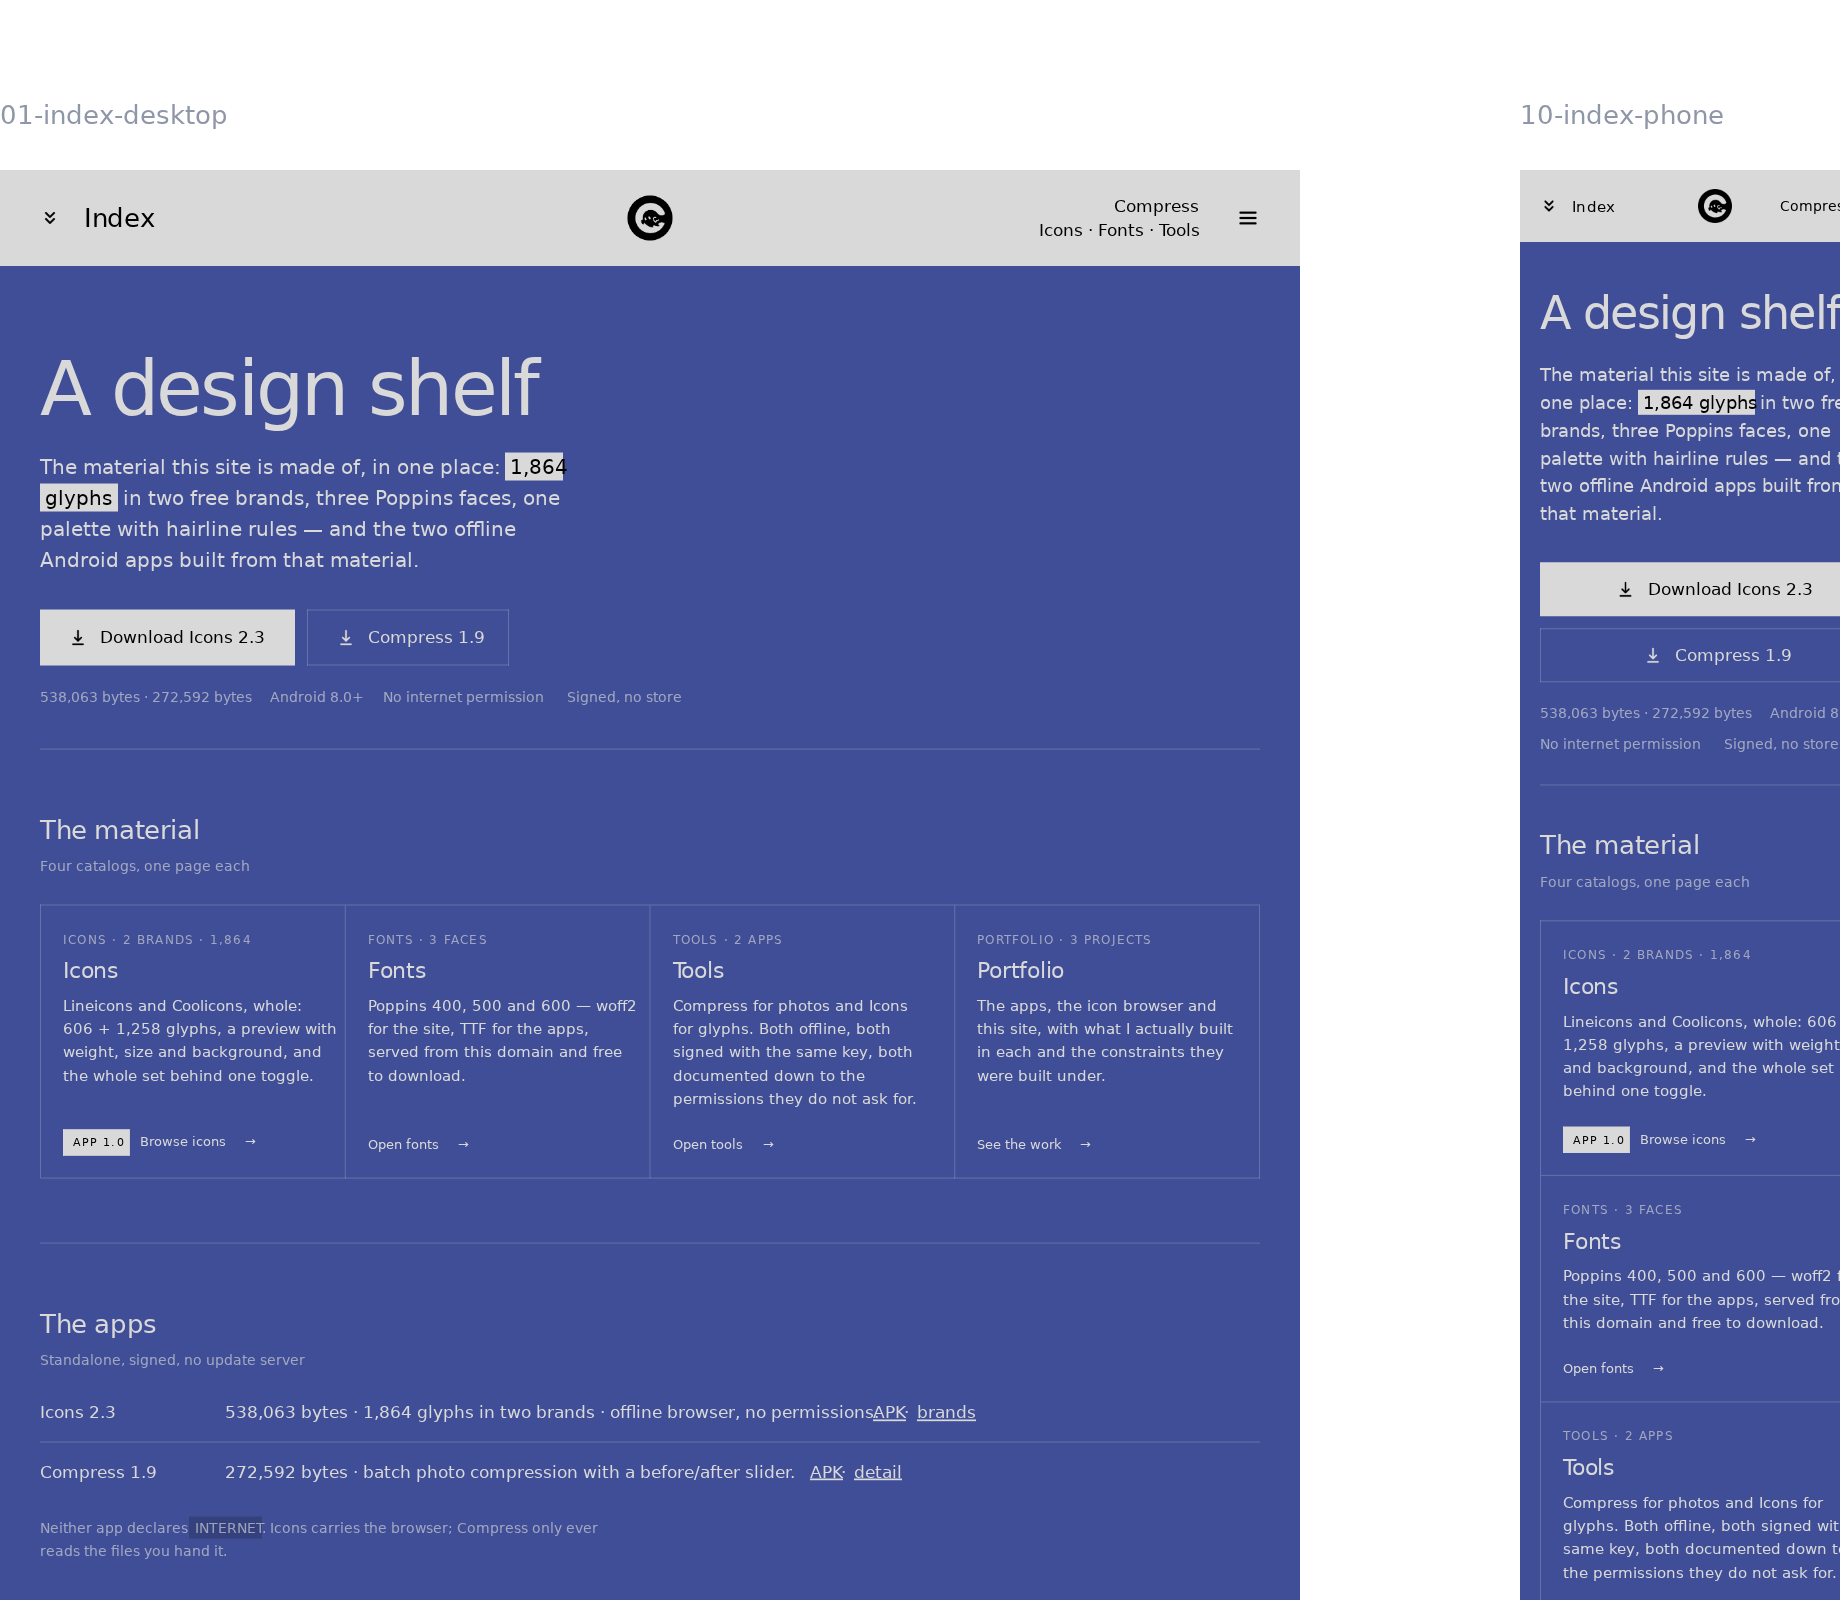 01-index-desktop
Index
Compress
Icons · Fonts · Tools
A design shelf
The material this site is made of, in one place: 1,864
glyphs in two free brands, three Poppins faces, one
palette with hairline rules — and the two offline
Android apps built from that material.
Download Icons 2.3
Compress 1.9
538,063 bytes · 272,592 bytes Android 8.0+ No internet permission Signed, no store
The material
Four catalogs, one page each
ICONS · 2 BRANDS · 1,864
Icons
Lineicons and Coolicons, whole:
606 + 1,258 glyphs, a preview with
weight, size and background, and
the whole set behind one toggle.
APP 1.0 Browse icons →
FONTS · 3 FACES
Fonts
Poppins 400, 500 and 600 — woff2
for the site, TTF for the apps,
served from this domain and free
to download.
Open fonts →
TOOLS · 2 APPS
Tools
Compress for photos and Icons
for glyphs. Both offline, both
signed with the same key, both
documented down to the
permissions they do not ask for.
Open tools →
PORTFOLIO · 3 PROJECTS
Portfolio
The apps, the icon browser and
this site, with what I actually built
in each and the constraints they
were built under.
See the work →
The apps
Standalone, signed, no update server
Icons 2.3 538,063 bytes · 1,864 glyphs in two brands · offline browser, no permissions. APK · brands
Compress 1.9 272,592 bytes · batch photo compression with a before/after slider. APK · detail
Neither app declares INTERNET. Icons carries the browser; Compress only ever
reads the files you hand it.
10-index-phone
Index
Compres
A design shelf
The material this site is made of,
one place: 1,864 glyphs in two fre
brands, three Poppins faces, one
palette with hairline rules — and t
two offline Android apps built fron
that material.
Download Icons 2.3
Compress 1.9
538,063 bytes · 272,592 bytes Android 8
No internet permission Signed, no store
The material
Four catalogs, one page each
ICONS · 2 BRANDS · 1,864
Icons
Lineicons and Coolicons, whole: 606
1,258 glyphs, a preview with weight
and background, and the whole set
behind one toggle.
APP 1.0 Browse icons →
FONTS · 3 FACES
Fonts
Poppins 400, 500 and 600 — woff2 f
the site, TTF for the apps, served fro
this domain and free to download.
Open fonts →
TOOLS · 2 APPS
Tools
Compress for photos and Icons for
glyphs. Both offline, both signed wit
same key, both documented down to
the permissions they do not ask for.